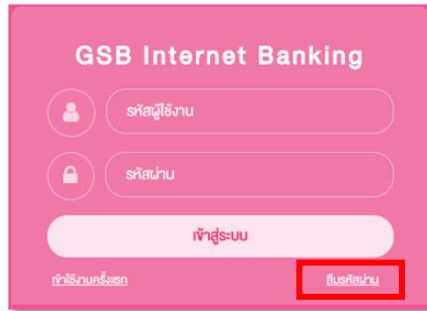 GSB Internet Banking
รหัสผู้ใช้งาน
รหัสผ่าน
เข้าสู่ระบบ
เข้าใช้งานครั้งแรก
ลืมรหัสผ่าน